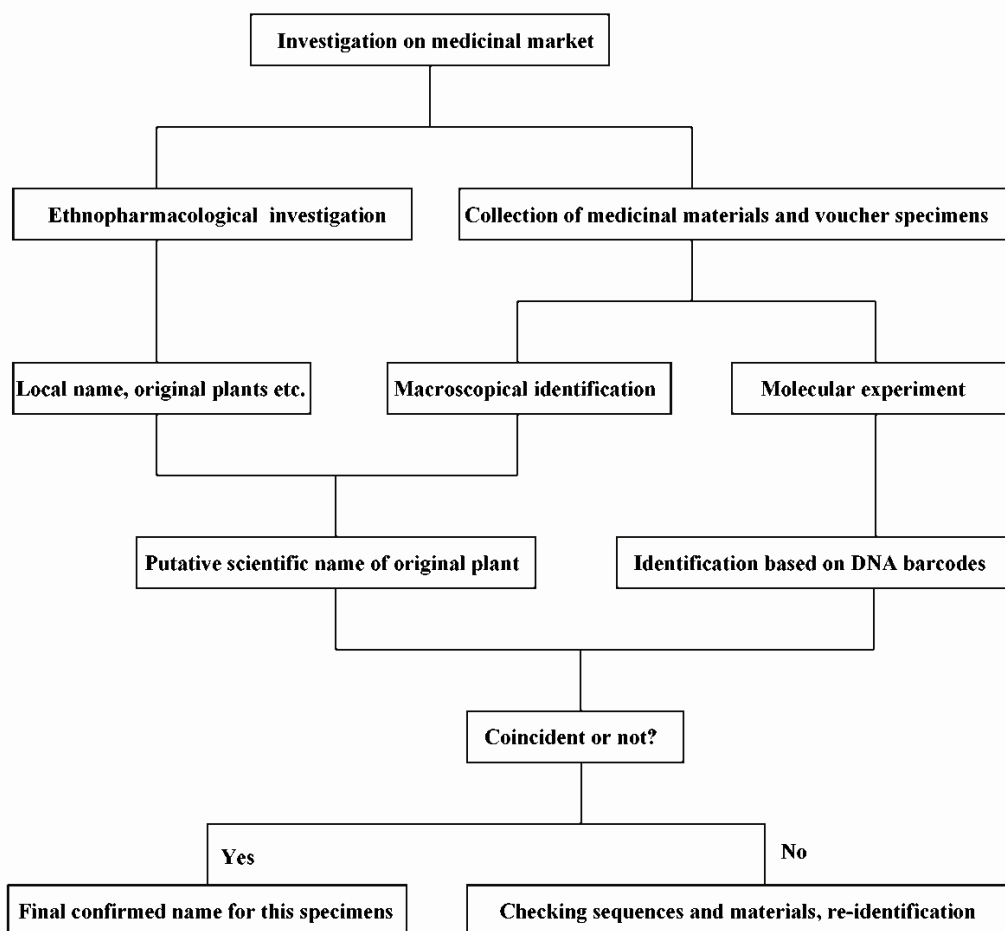 Investigation on medicinal market
Ethnopharmacological investigation
Collection of medicinal materials and voucher specimens
Local name, original plants etc.
Macroscopical identification
Molecular experiment
Putative scientific name of original plant
Identification based on DNA barcodes
Coincident or not?
Yes
No
Final confirmed name for this specimens
Checking sequences and materials, re-identification